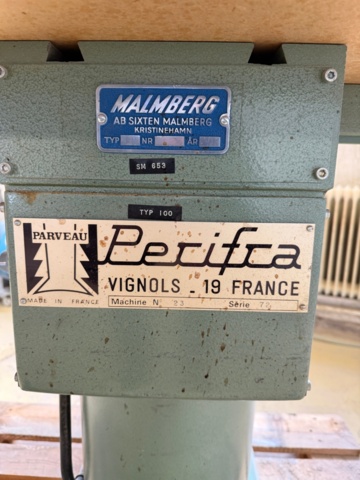 MALMBERG
AB SIXTEN MALMBERG
KRISTINEHAMN
TYP NR ÅR
SM 653
TYP 100
PARVEAU
Perifra
VIGNOLS - 19 FRANCE
MADE IN FRANCE
Machine N° 23 Série